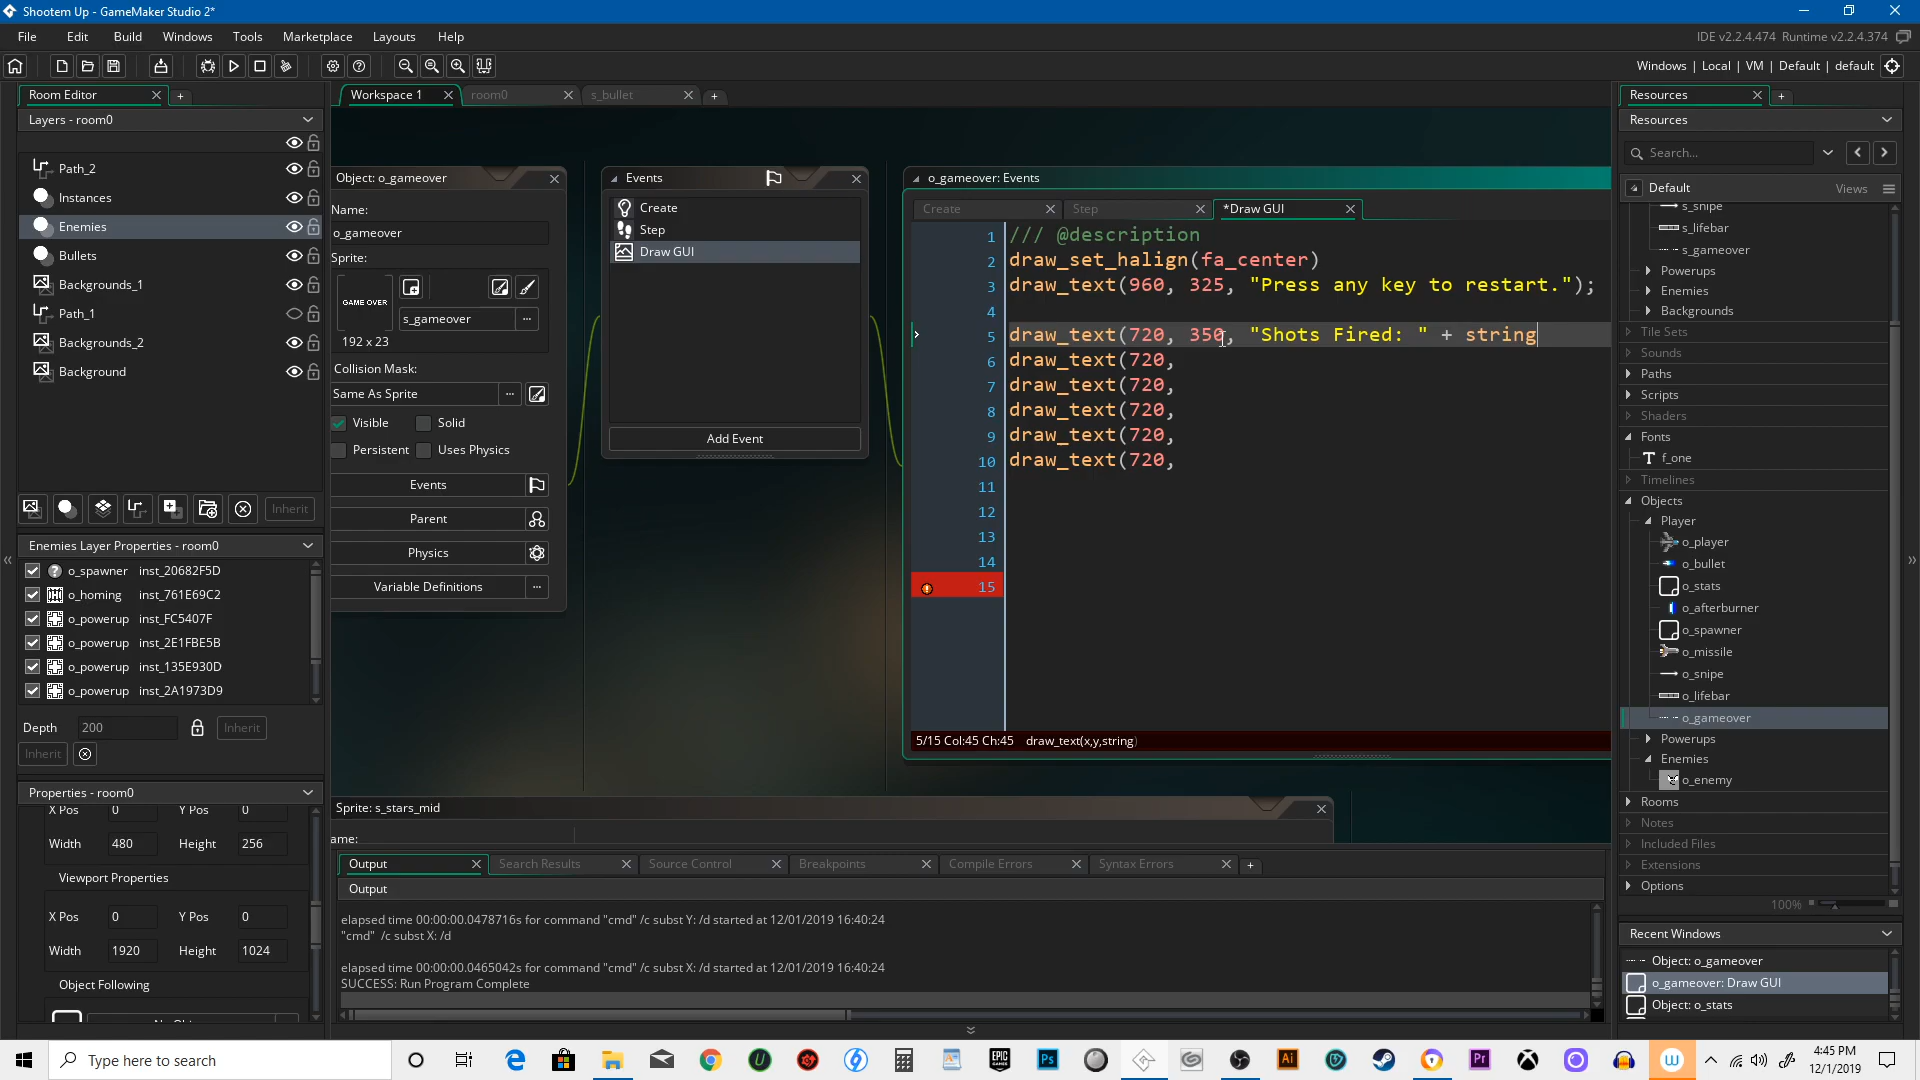 Shootem Up - GameMaker Studio 2*
File Edit Build Windows Tools Marketplace Layouts Help
IDE v2.2.4.474 Runtime v2.2.4.374
Windows | Local | VM | Default | default
Room Editor
Layers - room0
Path_2
Instances
Enemies
Bullets
Backgrounds_1
Path_1
Backgrounds_2
Background
Inherit
Enemies Layer Properties - room0
o_spawner inst_20682F5D
o_homing inst_761E69C2
o_powerup inst_FC5407F
o_powerup inst_2E1FBE5B
o_powerup inst_135E930D
o_powerup inst_2A1973D9
Depth 200 Inherit
Inherit
Properties - room0
X Pos 0 Y Pos 0
Width 480 Height 256
Viewport Properties
X Pos 0 Y Pos 0
Width 1920 Height 1024
Object Following
Workspace 1 room0 s_bullet
Object: o_gameover
Name:
o_gameover
Sprite:
GAME OVER
s_gameover
192 x 23
Collision Mask:
Same As Sprite
Visible Solid
Persistent Uses Physics
Events
Parent
Physics
Variable Definitions
Events
Create
Step
Draw GUI
Add Event
o_gameover: Events
Create Step *Draw GUI
1 /// @description
2 draw_set_halign(fa_center)
3 draw_text(960, 325, "Press any key to restart.");
4
5 draw_text(720, 350, "Shots Fired: " + string
6 draw_text(720,
7 draw_text(720,
8 draw_text(720,
9 draw_text(720,
10 draw_text(720,
11
12
13
14
15
5/15 Col:45 Ch:45 draw_text(x,y,string)
Sprite: s_stars_mid
ame:
Output Search Results Source Control Breakpoints Compile Errors Syntax Errors
Output
elapsed time 00:00:00.0478716s for command "cmd" /c subst Y: /d started at 12/01/2019 16:40:24
"cmd" /c subst X: /d
elapsed time 00:00:00.0465042s for command "cmd" /c subst X: /d started at 12/01/2019 16:40:24
SUCCESS: Run Program Complete
Resources
Resources
Search...
Default Views
s_snipe
s_lifebar
s_gameover
Powerups
Enemies
Backgrounds
Tile Sets
Sounds
Paths
Scripts
Shaders
Fonts
f_one
Timelines
Objects
Player
o_player
o_bullet
o_stats
o_afterburner
o_spawner
o_missile
o_snipe
o_lifebar
o_gameover
Powerups
Enemies
o_enemy
Rooms
Notes
Included Files
Extensions
Options
100%
Recent Windows
Object: o_gameover
o_gameover: Draw GUI
Object: o_stats
Type here to search
4:45 PM
12/1/2019